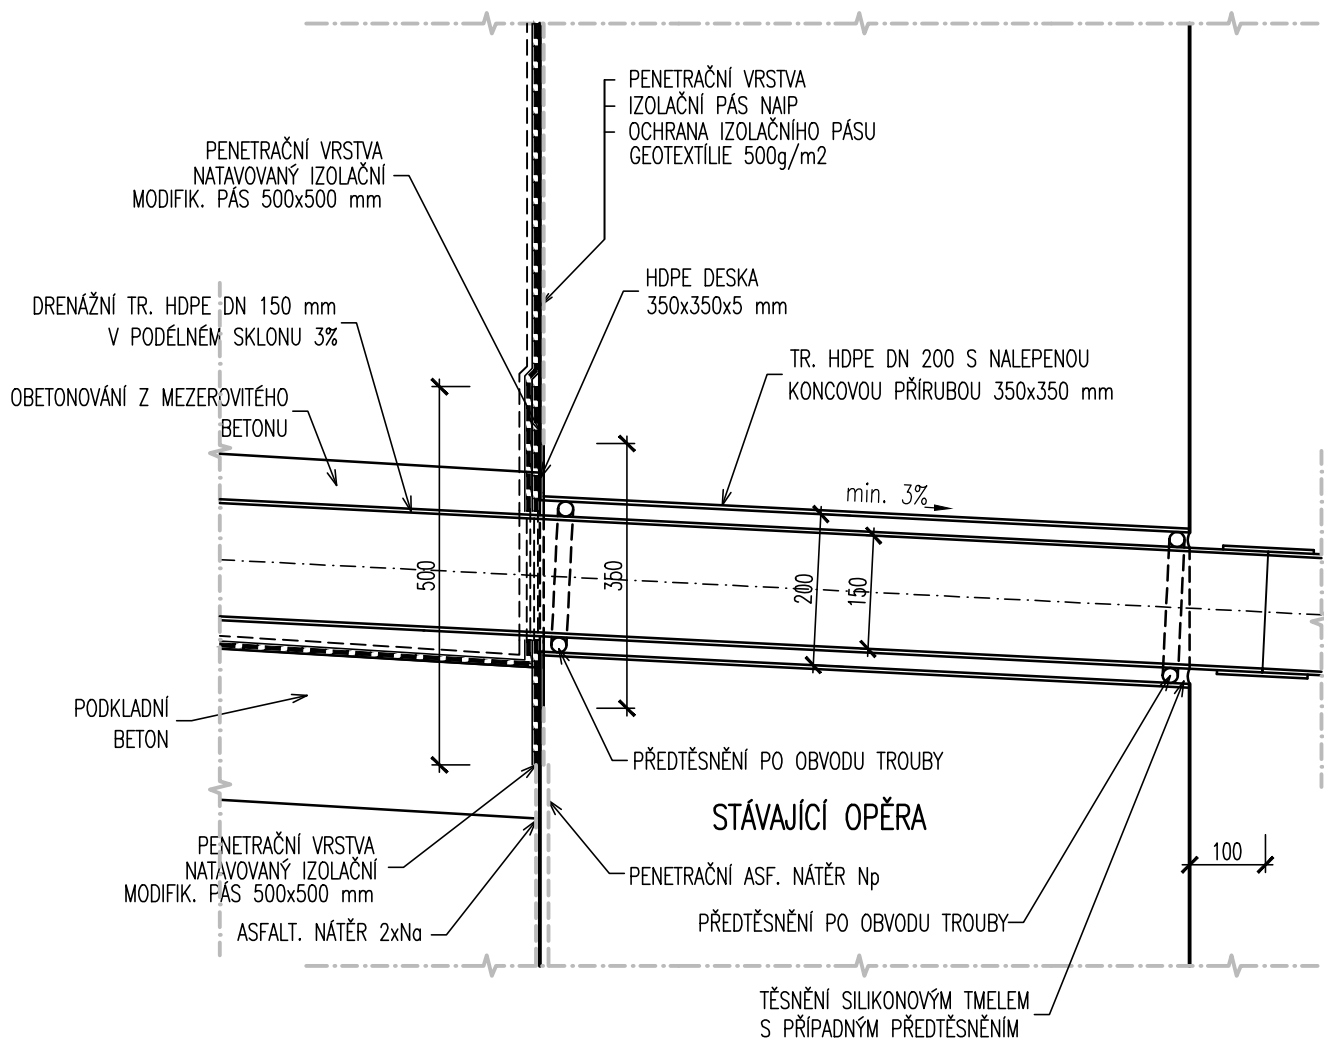 PENETRAČNÍ VRSTVA
IZOLAČNÍ PÁS NAIP
OCHRANA IZOLAČNÍHO PÁSU
GEOTEXTÍLIE 500g/m2
PENETRAČNÍ VRSTVA
NATAVOVANÝ IZOLAČNÍ
MODIFIK. PÁS 500x500 mm
HDPE DESKA
350x350x5 mm
DRENÁŽNÍ TR. HDPE DN 150 mm
V PODÉLNÉM SKLONU 3%
TR. HDPE DN 200 S NALEPENOU
KONCOVOU PŘÍRUBOU 350x350 mm
OBETONOVÁNÍ Z MEZEROVITÉHO
BETONU
min. 3%
500
350
200
150
PODKLADNÍ
BETON
PŘEDTĚSNĚNÍ PO OBVODU TROUBY
STÁVAJÍCÍ OPĚRA
PENETRAČNÍ VRSTVA
NATAVOVANÝ IZOLAČNÍ
MODIFIK. PÁS 500x500 mm
100
PENETRAČNÍ ASF. NÁTĚR Np
ASFALT. NÁTĚR 2xNa
PŘEDTĚSNĚNÍ PO OBVODU TROUBY
TĚSNĚNÍ SILIKONOVÝM TMELEM
S PŘÍPADNÝM PŘEDTĚSNĚNÍM